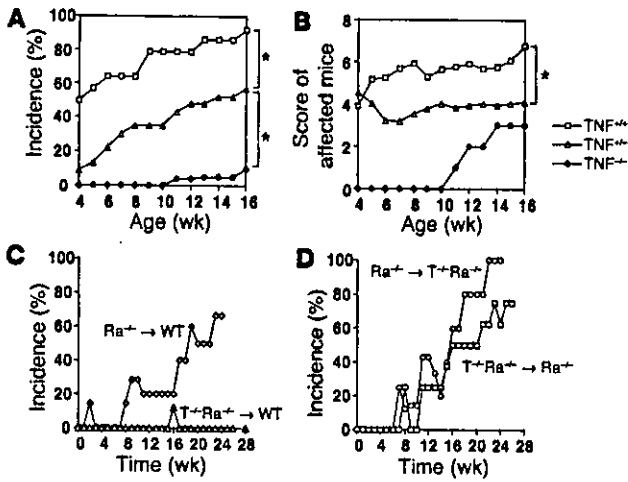 A
Incidence (%)
100
80
60
40
20
0
4 6 8 10 12 14 16
Age (wk)
*
*
B
Score of
affected mice
8
6
4
2
0
4 6 8 10 12 14 16
Age (wk)
*
TNF+/+
TNF+/-
TNF-/-
C
Incidence (%)
100
80
60
40
20
0
Ra-/- → WT
T-/-Ra-/- → WT
0 4 8 12 16 20 24 28
Time (wk)
D
Incidence (%)
100
80
60
40
20
0
Ra-/- → T-/-Ra-/-
T-/-Ra-/- → Ra-/-
0 4 8 12 16 20 24 28
Time (wk)